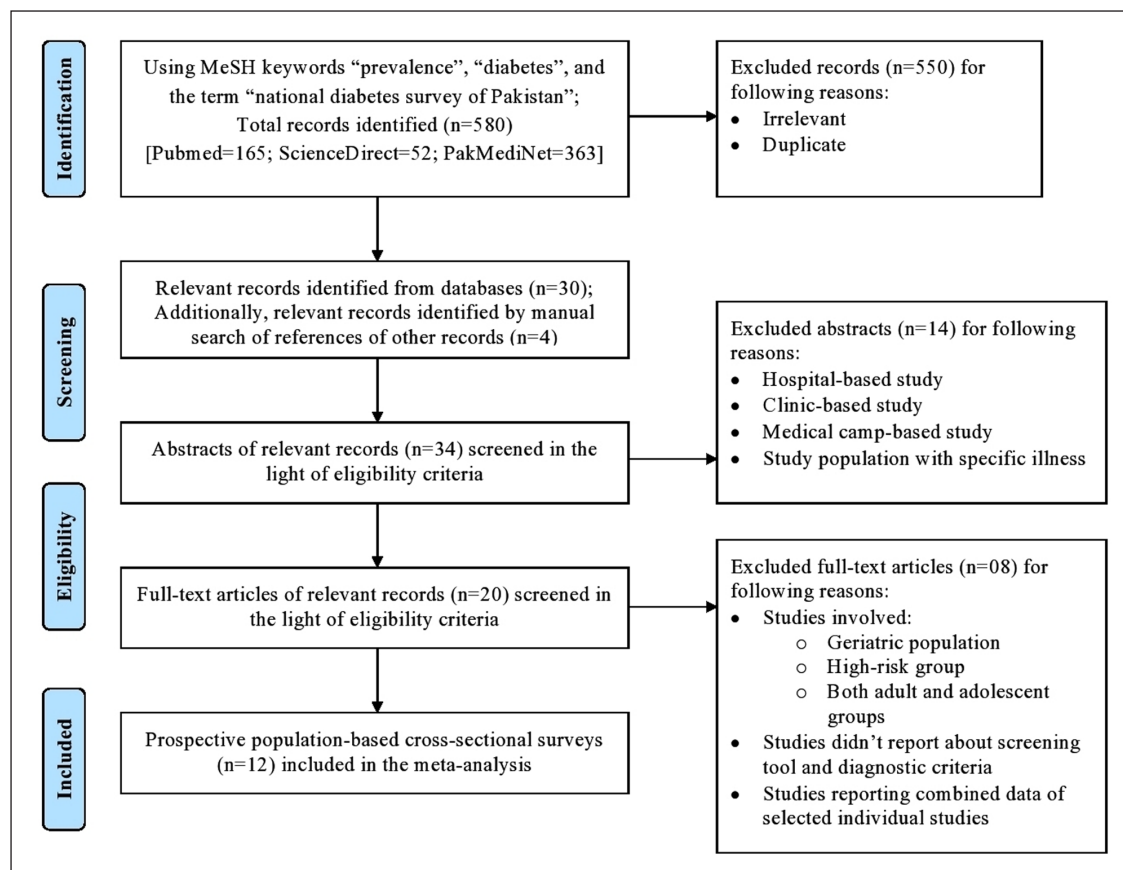 Identification
Using MeSH keywords “prevalence”, “diabetes”, and
the term “national diabetes survey of Pakistan”;
Total records identified (n=580)
[Pubmed=165; ScienceDirect=52; PakMediNet=363]
Excluded records (n=550) for
following reasons:
• Irrelevant
• Duplicate
Screening
Relevant records identified from databases (n=30);
Additionally, relevant records identified by manual
search of references of other records (n=4)
Abstracts of relevant records (n=34) screened in the
light of eligibility criteria
Excluded abstracts (n=14) for following
reasons:
• Hospital-based study
• Clinic-based study
• Medical camp-based study
• Study population with specific illness
Eligibility
Full-text articles of relevant records (n=20) screened in
the light of eligibility criteria
Excluded full-text articles (n=08) for
following reasons:
• Studies involved:
o Geriatric population
o High-risk group
o Both adult and adolescent
groups
• Studies didn’t report about screening
tool and diagnostic criteria
• Studies reporting combined data of
selected individual studies
Included
Prospective population-based cross-sectional surveys
(n=12) included in the meta-analysis